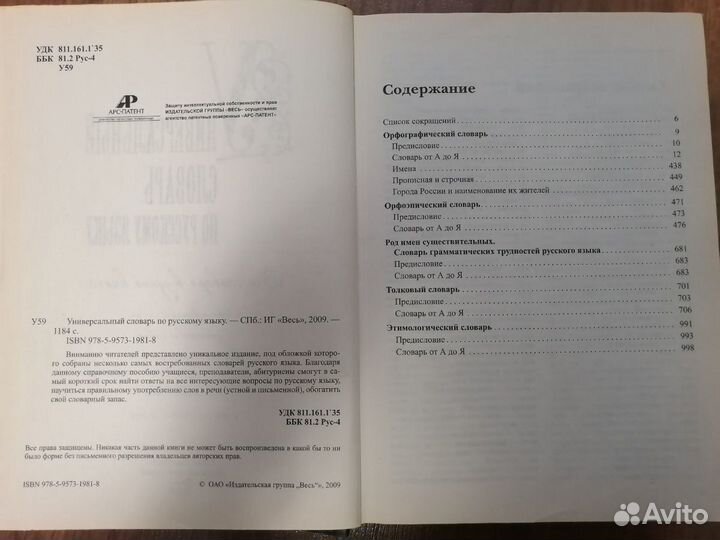 УДК 811.161.1`35
ББК 81.2 Рус-4
У59
АР
АРС-ПАТЕНТ
Защиту интеллектуальной собственности и прав
ИЗДАТЕЛЬСКОЙ ГРУППЫ «ВЕСЬ» осуществляет
агентство патентных поверенных «АРС-ПАТЕНТ»
У59 Универсальный словарь по русскому языку. — СПб.: ИГ «Весь», 2009. —
1184 с.
ISBN 978-5-9573-1981-8
Вниманию читателей представлено уникальное издание, под обложкой которо-
го собраны несколько самых востребованных словарей русского языка. Благодаря
данному справочному пособию учащиеся, преподаватели, абитуриенты смогут в са-
мый короткий срок найти ответы на все интересующие вопросы по русскому языку,
научиться правильному употреблению слов в речи (устной и письменной), обогатить
свой словарный запас.
УДК 811.161.1`35
ББК 81.2 Рус-4
Все права защищены. Никакая часть данной книги не может быть воспроизведена в какой бы то ни
было форме без письменного разрешения владельцев авторских прав.
ISBN 978-5-9573-1981-8 © ОАО «Издательская группа „Весь“», 2009
Содержание
Список сокращений 6
Орфографический словарь 9
Предисловие 10
Словарь от А до Я 12
Имена 438
Прописная и строчная 449
Города России и наименование их жителей 462
Орфоэпический словарь 471
Предисловие 473
Словарь от А до Я 476
Род имен существительных.
Словарь грамматических трудностей русского языка 681
Предисловие 683
Словарь от А до Я 683
Толковый словарь 701
Предисловие 703
Словарь от А до Я 706
Этимологический словарь 991
Предисловие 993
Словарь от А до Я 998
Avito